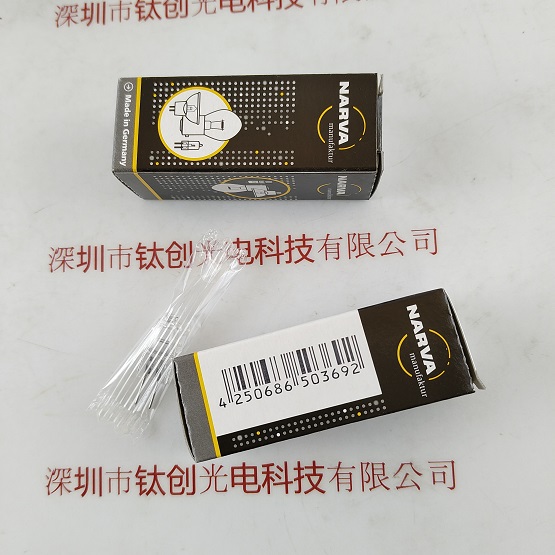 深圳市钛创光电科技有限公司
Made in Germany
NARVA
manufaktur
NARVA
深圳市钛创光电科技有限公司
NARVA
manufaktur
4 250686 503692
深圳市钛创光电科技有限公司